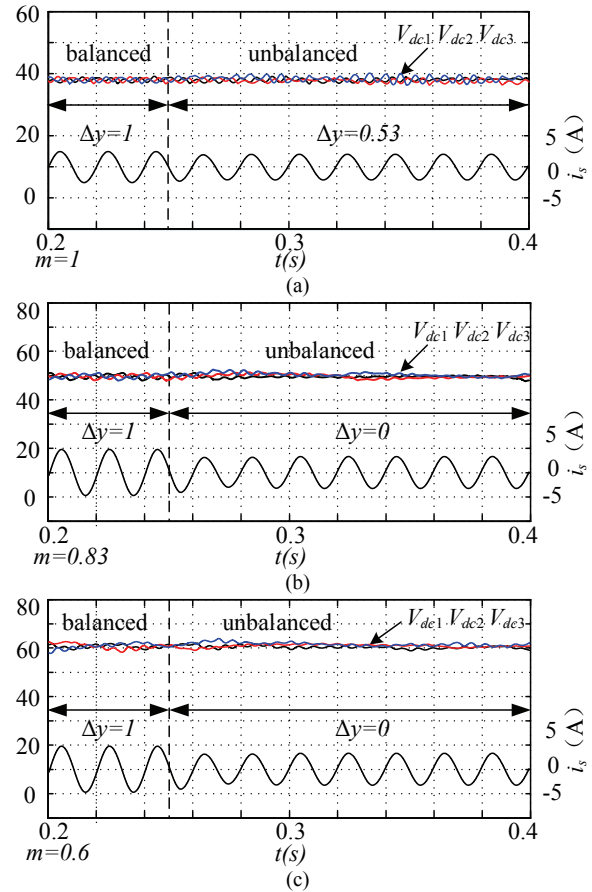 60
balanced
unbalanced
Vdc1 Vdc2 Vdc3
40
20
Δy=1
Δy=0.53
5
0
0
-5
is (A)
0.2
0.3
0.4
m=1
t(s)
(a)
80
60
balanced
unbalanced
Vdc1 Vdc2 Vdc3
40
20
Δy=1
Δy=0
5
0
0
-5
is (A)
0.2
0.3
0.4
m=0.83
t(s)
(b)
80
60
balanced
unbalanced
Vdc1 Vdc2 Vdc3
40
20
Δy=1
Δy=0
5
0
0
-5
is (A)
0.2
0.3
0.4
m=0.6
t(s)
(c)